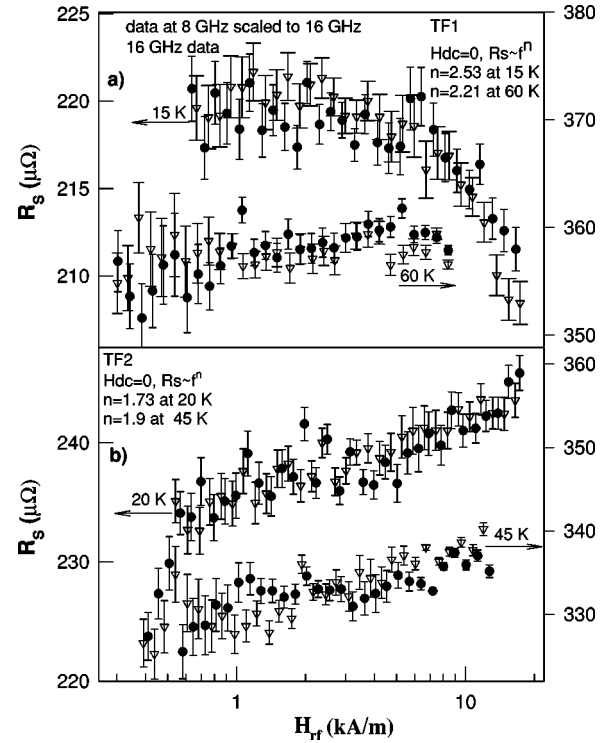 data at 8 GHz scaled to 16 GHz
16 GHz data
TF1
a)
Hdc=0, Rs~fⁿ
n=2.53 at 15 K
n=2.21 at 60 K
15 K
60 K
R_S (μΩ)
220
215
210
380
370
360
350
TF2
Hdc=0, Rs~fⁿ
n=1.73 at 20 K
n=1.9 at 45 K
b)
20 K
45 K
R_S (μΩ)
240
230
220
360
350
340
330
1
10
H_rf (kA/m)